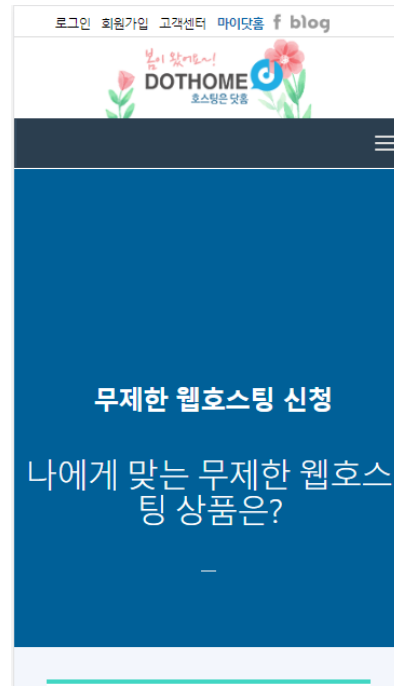 로그인 회원가입 고객센터 마이닷홈 f blog
봄이 왔어요~!
DOTHOME
호스팅은 닷홈
무제한 웹호스팅 신청
나에게 맞는 무제한 웹호스
팅 상품은?